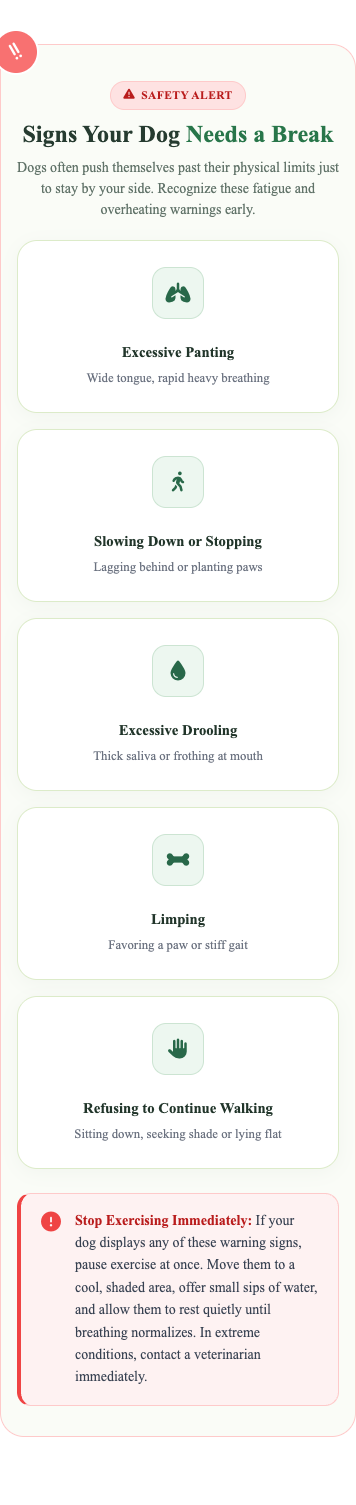 SAFETY ALERT
Signs Your Dog Needs a Break
Dogs often push themselves past their physical limits just
to stay by your side. Recognize these fatigue and
overheating warnings early.
Excessive Panting
Wide tongue, rapid heavy breathing
Slowing Down or Stopping
Lagging behind or planting paws
Excessive Drooling
Thick saliva or frothing at mouth
Limping
Favoring a paw or stiff gait
Refusing to Continue Walking
Sitting down, seeking shade or lying flat
Stop Exercising Immediately: If your
dog displays any of these warning signs,
pause exercise at once. Move them to a
cool, shaded area, offer small sips of water,
and allow them to rest quietly until
breathing normalizes. In extreme
conditions, contact a veterinarian
immediately.